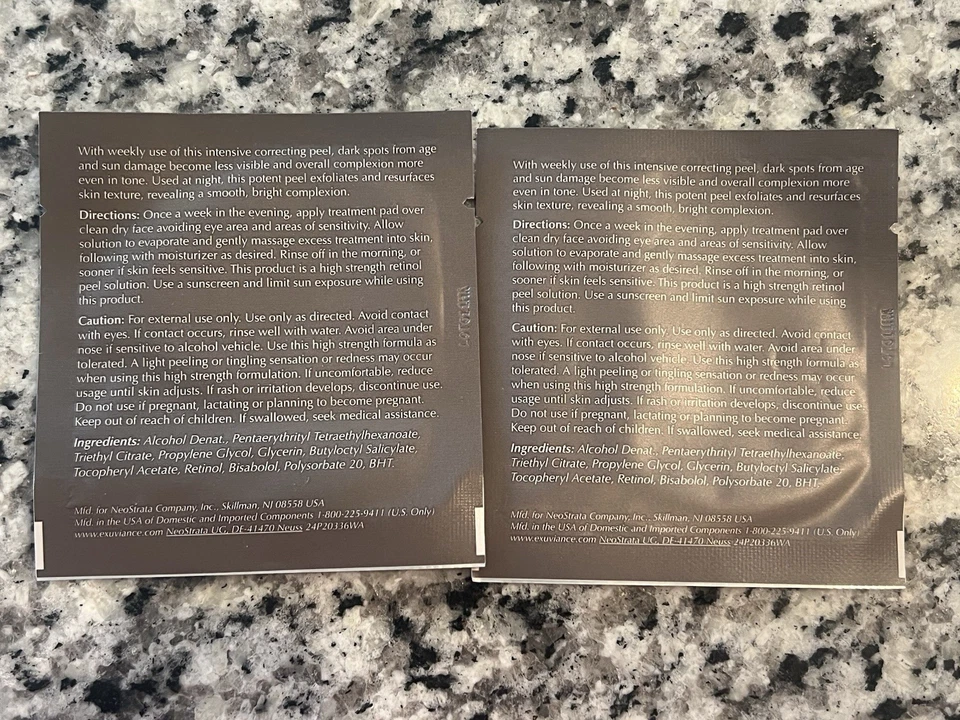 With weekly use of this intensive correcting peel, dark spots from age
and sun damage become less visible and overall complexion more
even in tone. Used at night, this potent peel exfoliates and resurfaces
skin texture, revealing a smooth, bright complexion.
Directions: Once a week in the evening, apply treatment pad over
clean dry face avoiding eye area and areas of sensitivity. Allow
solution to evaporate and gently massage excess treatment into skin,
following with moisturizer as desired. Rinse off in the morning, or
sooner if skin feels sensitive. This product is a high strength retinol
peel solution. Use a sunscreen and limit sun exposure while using
this product.
Caution: For external use only. Use only as directed. Avoid contact
with eyes. If contact occurs, rinse well with water. Avoid area under
nose if sensitive to alcohol vehicle. Use this high strength formula as
tolerated. A light peeling or tingling sensation or redness may occur
when using this high strength formulation. If uncomfortable, reduce
usage until skin adjusts. If rash or irritation develops, discontinue use.
Do not use if pregnant, lactating or planning to become pregnant.
Keep out of reach of children. If swallowed, seek medical assistance.
Ingredients: Alcohol Denat., Pentaerythrityl Tetraethylhexanoate,
Triethyl Citrate, Propylene Glycol, Glycerin, Butyloctyl Salicylate,
Tocopheryl Acetate, Retinol, Bisabolol, Polysorbate 20, BHT.
Mfd. for NeoStrata Company, Inc., Skillman, NJ 08558 USA
Mfd. in the USA of Domestic and Imported Components 1-800-225-9411 (U.S. Only)
www.exuviance.com NeoStrata UG, DE-41470 Neuss 24P20336WA
With weekly use of this intensive correcting peel, dark spots from age
and sun damage become less visible and overall complexion more
even in tone. Used at night, this potent peel exfoliates and resurfaces
skin texture, revealing a smooth, bright complexion.
Directions: Once a week in the evening, apply treatment pad over
clean dry face avoiding eye area and areas of sensitivity. Allow
solution to evaporate and gently massage excess treatment into skin,
following with moisturizer as desired. Rinse off in the morning, or
sooner if skin feels sensitive. This product is a high strength retinol
peel solution. Use a sunscreen and limit sun exposure while using
this product.
Caution: For external use only. Use only as directed. Avoid contact
with eyes. If contact occurs, rinse well with water. Avoid area under
nose if sensitive to alcohol vehicle. Use this high strength formula as
tolerated. A light peeling or tingling sensation or redness may occur
when using this high strength formulation. If uncomfortable, reduce
usage until skin adjusts. If rash or irritation develops, discontinue use.
Do not use if pregnant, lactating or planning to become pregnant.
Keep out of reach of children. If swallowed, seek medical assistance.
Ingredients: Alcohol Denat., Pentaerythrityl Tetraethylhexanoate,
Triethyl Citrate, Propylene Glycol, Glycerin, Butyloctyl Salicylate,
Tocopheryl Acetate, Retinol, Bisabolol, Polysorbate 20, BHT.
Mfd. for NeoStrata Company, Inc., Skillman, NJ 08558 USA
Mfd. in the USA of Domestic and Imported Components 1-800-225-9411 (U.S. Only)
www.exuviance.com NeoStrata UG, DE-41470 Neuss 24P20336WA